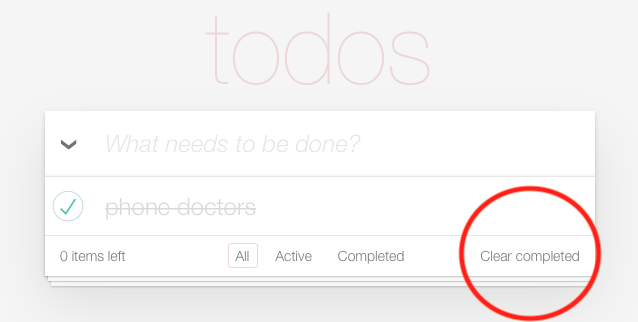 todos
What needs to be done?
phone doctors
0 items left All Active Completed Clear completed